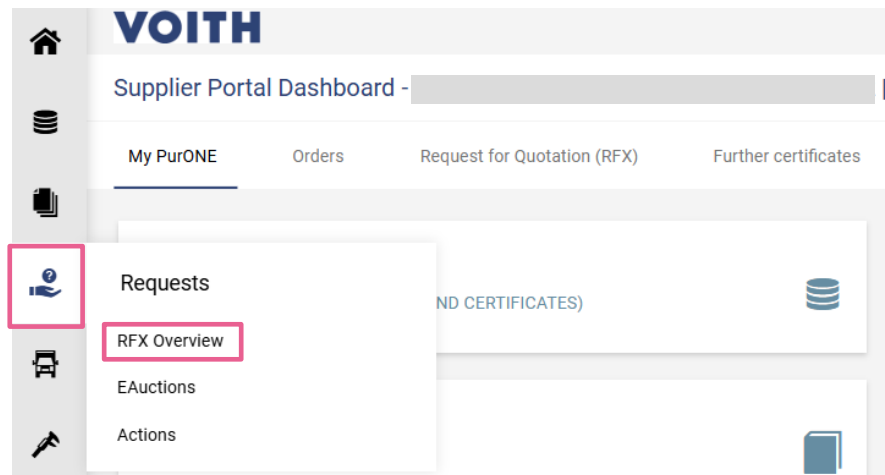 VOITH
Supplier Portal Dashboard -
My PurONE
Orders
Request for Quotation (RFX)
Further certificates
Requests
ND CERTIFICATES)
RFX Overview
EAuctions
Actions